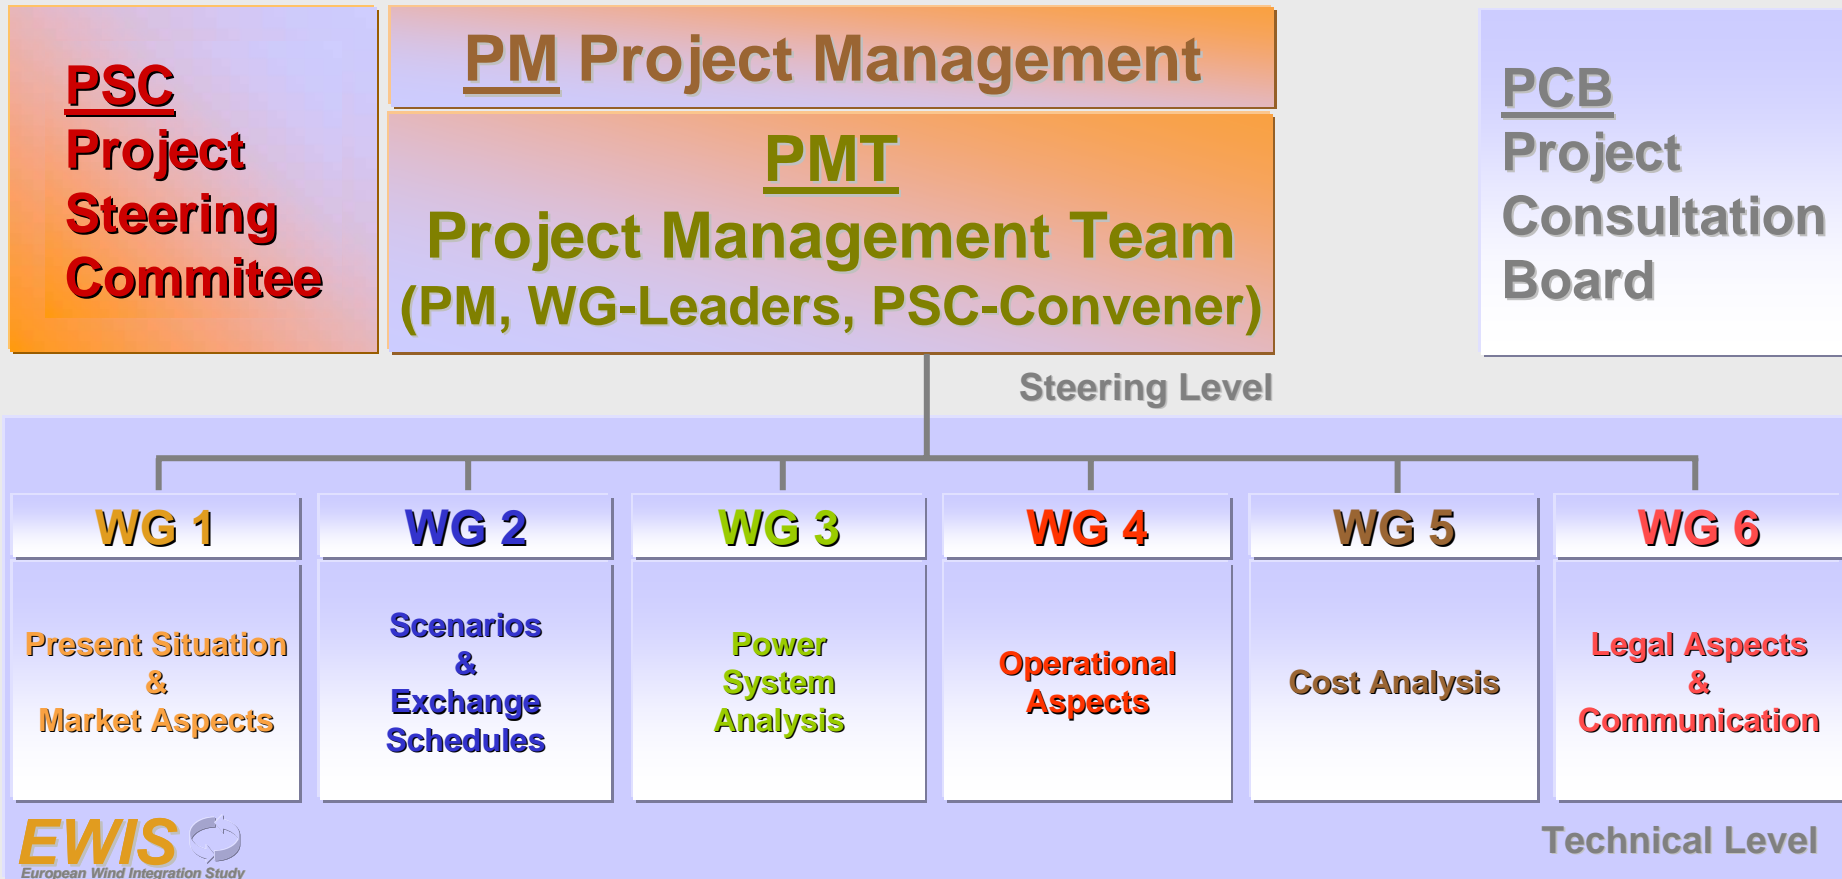 PSC
Project
Steering
Commitee
PM Project Management
PMT
Project Management Team
(PM, WG-Leaders, PSC-Convener)
PCB
Project
Consultation
Board
Steering Level
WG 1
Present Situation
&
Market Aspects
WG 2
Scenarios
&
Exchange
Schedules
WG 3
Power
System
Analysis
WG 4
Operational
Aspects
WG 5
Cost Analysis
WG 6
Legal Aspects
&
Communication
EWIS
European Wind Integration Study
Technical Level